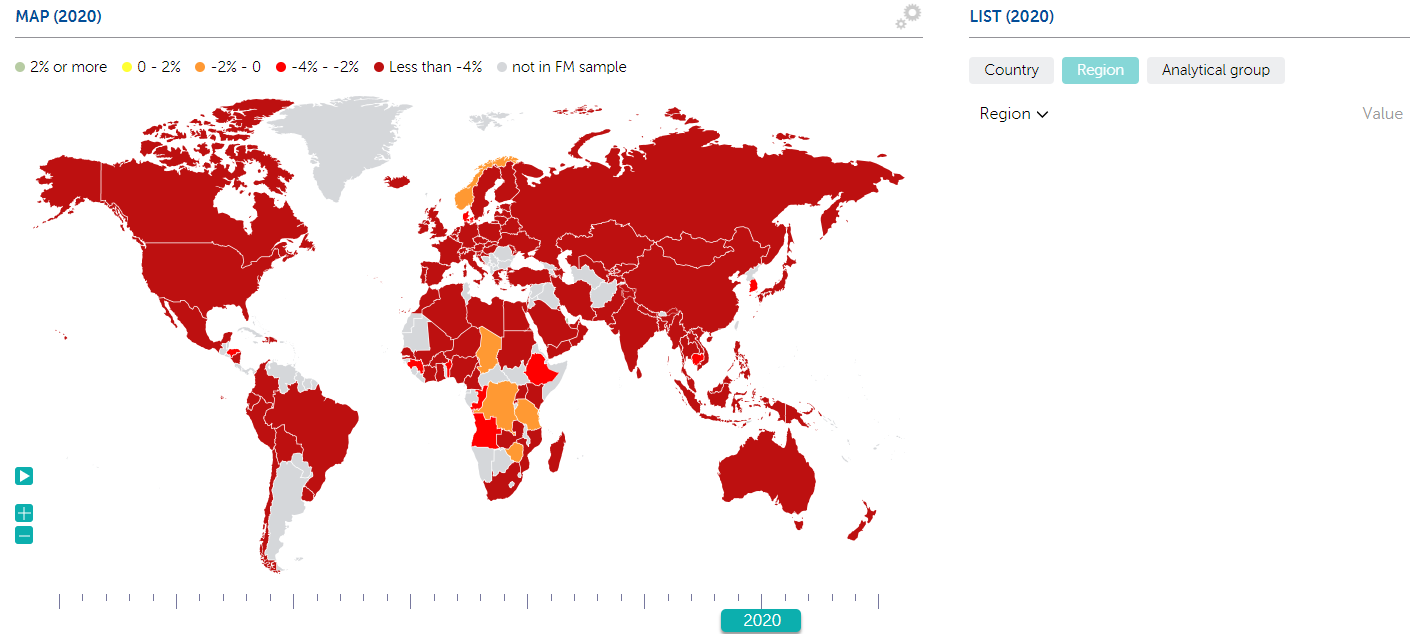 MAP (2020)
2% or more 0 - 2% -2% - 0 -4% - -2% Less than -4% not in FM sample
2020
LIST (2020)
Country Region Analytical group
Region Value